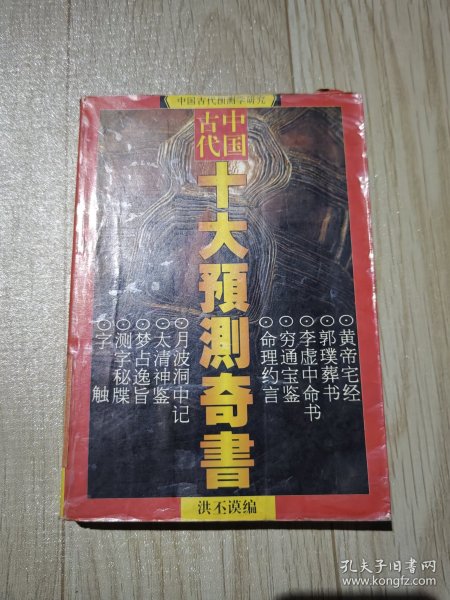 中国古代预测学研究
中国
古代
十大預測奇書
⊙黄帝宅经
⊙郭璞葬书
⊙李虚中命书
⊙穷通宝鉴
⊙命理约言
⊙月波洞中记
⊙太清神鉴
⊙梦占逸旨
⊙测字秘牒
⊙字触
洪丕谟编
孔夫子旧书网
www.kongfz.com